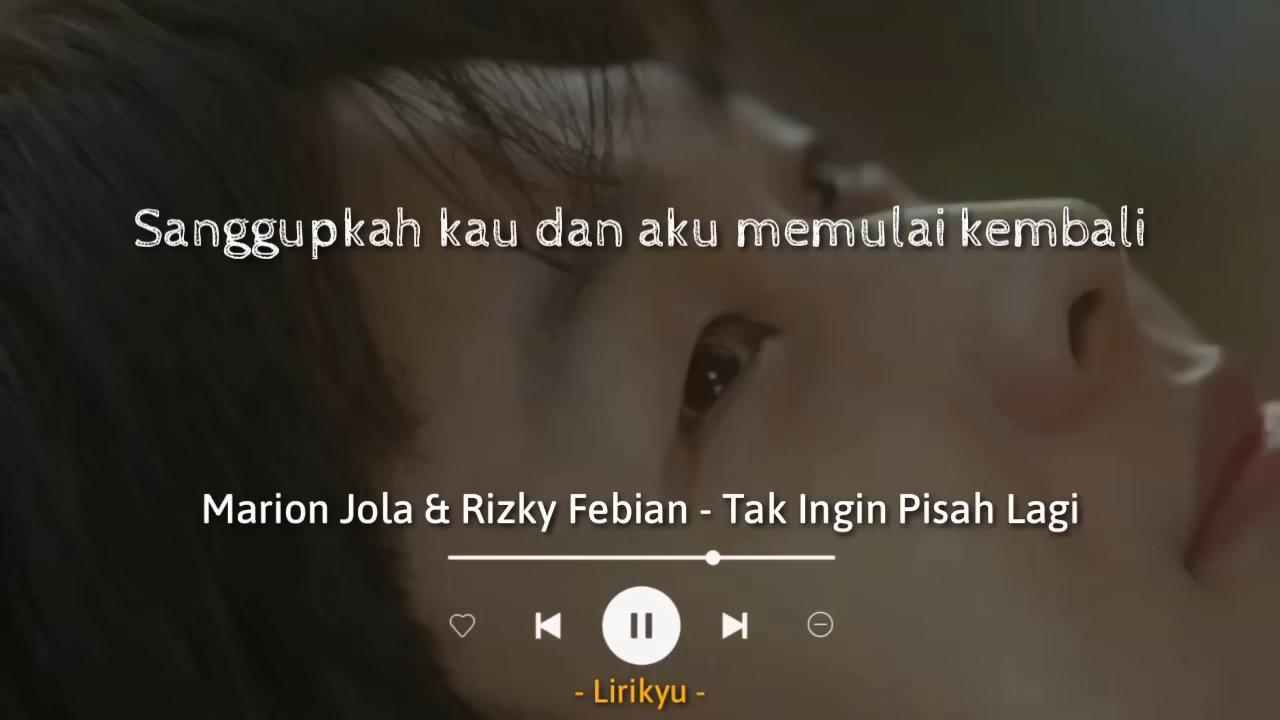 Sanggupkah kau dan aku memulai kembali
Marion Jola & Rizky Febian - Tak Ingin Pisah Lagi
- Lirikyu -